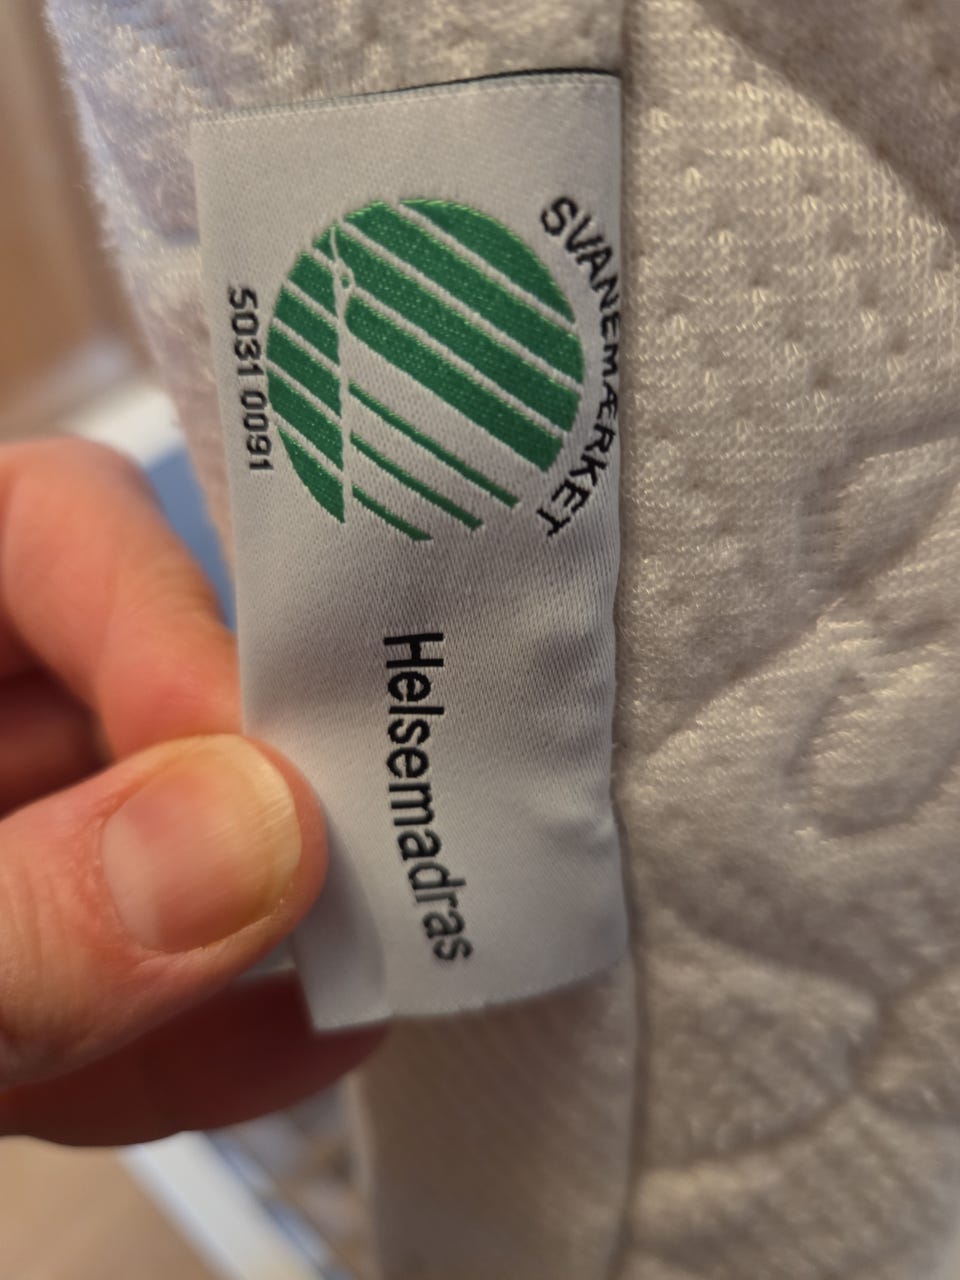 SVANEMÆRKET
5031 0091
Helsemadras